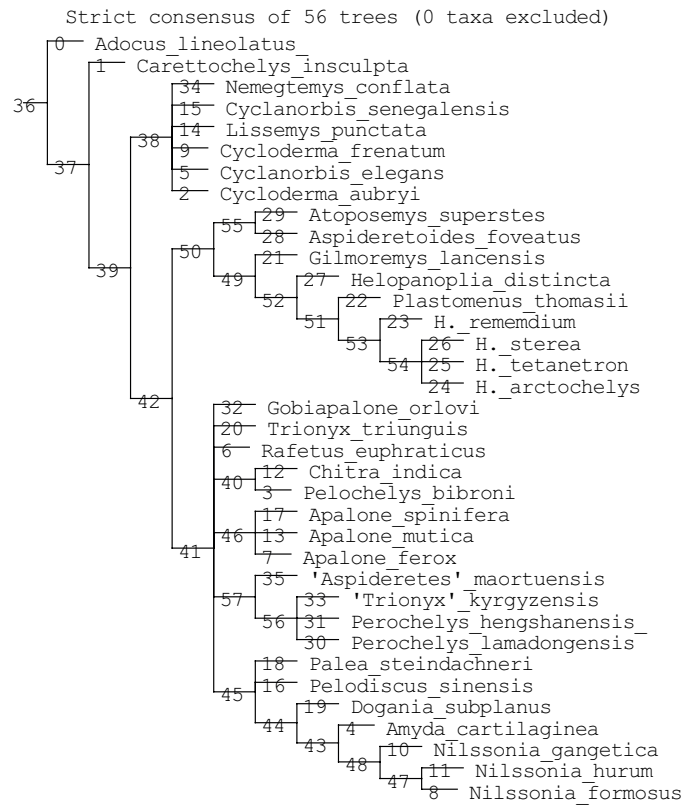 Strict consensus of 56 trees (0 taxa excluded)
0 Adocus_lineolatus_
1 Carettochelys_insculpta
34 Nemegtemys_conflata
36
15 Cyclanorbis_senegalensis
14 Lissemys_punctata
38
9 Cycloderma_frenatum
37
5 Cyclanorbis_elegans
2 Cycloderma_aubryi
29 Atoposemys_superstes
55
28 Aspideretoides_foveatus
50
21 Gilmoremys_lancensis
39
49
27 Helopanoplia_distincta
52
22 Plastomenus_thomasii
51
23 H._rememdium
53
26 H._sterea
54
25 H._tetanetron
24 H._arctochelys
42
32 Gobiapalone_orlovi
20 Trionyx_triunguis
6 Rafetus_euphraticus
12 Chitra_indica
40
3 Pelochelys_bibroni
17 Apalone_spinifera
46
13 Apalone_mutica
41
7 Apalone_ferox
35 'Aspideretes'_maortuensis
57
33 'Trionyx'_kyrgyzensis
56
31 Perochelys_hengshanensis_
30 Perochelys_lamadongensis
18 Palea_steindachneri
45
16 Pelodiscus_sinensis
19 Dogania_subplanus
44
4 Amyda_cartilaginea
43
10 Nilssonia_gangetica
48
11 Nilssonia_hurum
47
8 Nilssonia_formosus